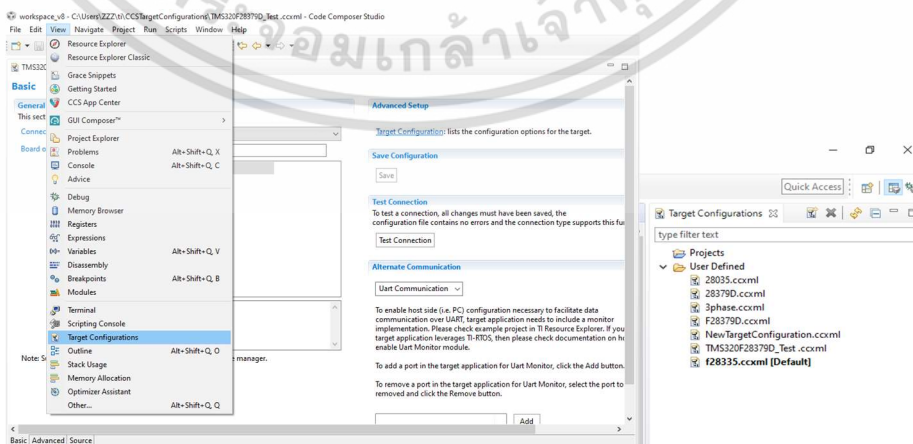 workspace_v8 - C:\Users\ZZZ\ti\CCSTargetConfigurations\TMS320F28379D_Test .ccxml - Code Composer Studio
File Edit View Navigate Project Run Scripts Window Help
Resource Explorer
Resource Explorer Classic
Grace Snippets
Getting Started
CCS App Center
GUI Composer™ >
Project Explorer
Problems Alt+Shift+Q, X
Console Alt+Shift+Q, C
Advice
Debug
Memory Browser
Registers
Expressions
Variables Alt+Shift+Q, V
Disassembly
Breakpoints Alt+Shift+Q, B
Modules
Terminal
Scripting Console
Target Configurations
Outline Alt+Shift+Q, O
Stack Usage
Memory Allocation
Optimizer Assistant
Other... Alt+Shift+Q, Q
TMS320
Basic
General
This sect
Connec
Board o
Note: S
e manager.
Basic Advanced Source
Advanced Setup
Target Configuration: lists the configuration options for the target.
Save Configuration
Save
Test Connection
To test a connection, all changes must have been saved, the
configuration file contains no errors and the connection type supports this fun
Test Connection
Alternate Communication
Uart Communication
To enable host side (i.e. PC) configuration necessary to facilitate data
communication over UART, target application needs to include a monitor
implementation. Please check example project in TI Resource Explorer. If you
target application leverages TI-RTOS, then please check documentation on h
enable Uart Monitor module.
To add a port in the target application for Uart Monitor, click the Add button.
To remove a port in the target application for Uart Monitor, select the port to
removed and click the Remove button.
Add
Quick Access
Target Configurations
type filter text
Projects
User Defined
28035.ccxml
28379D.ccxml
3phase.ccxml
F28379D.ccxml
NewTargetConfiguration.ccxml
TMS320F28379D_Test .ccxml
f28335.ccxml [Default]